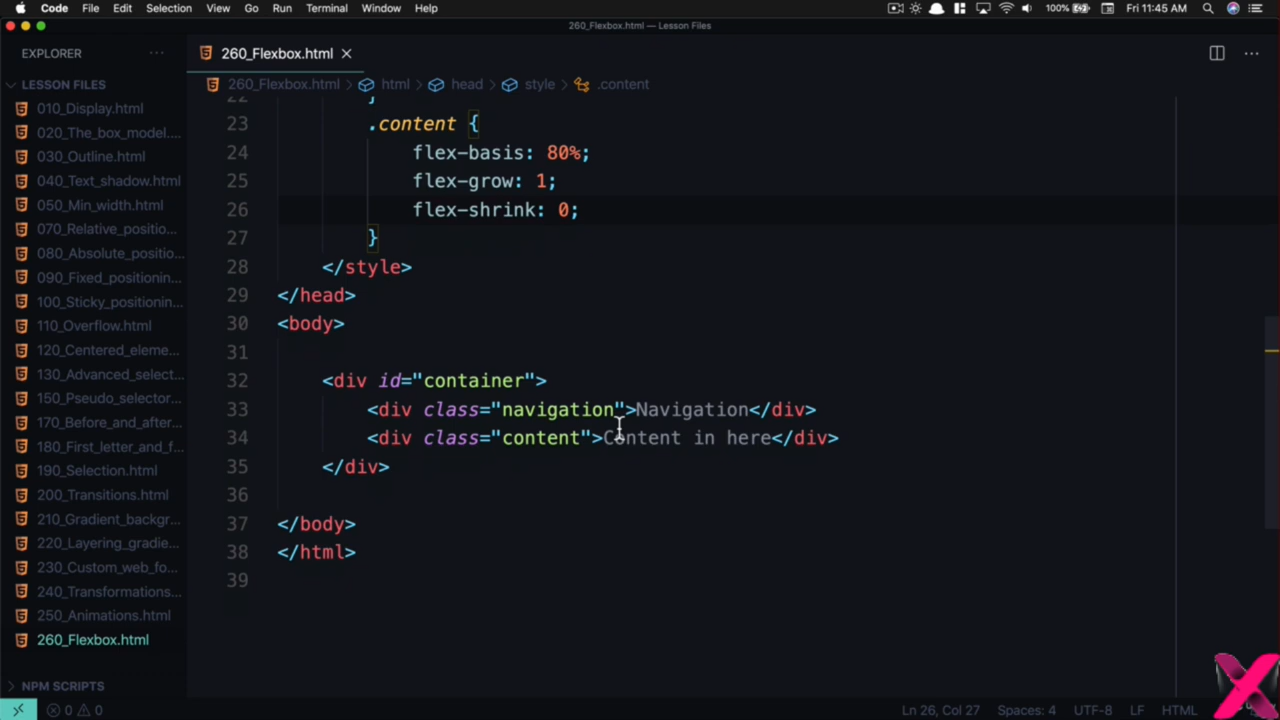 Code File Edit Selection View Go Run Terminal Window Help 100% Fri 11:45 AM
260_Flexbox.html — Lesson Files
EXPLORER ···
260_Flexbox.html ×
LESSON FILES
260_Flexbox.html > html > head > style > .content
010_Display.html
020_The_box_model....
030_Outline.html
040_Text_shadow.html
050_Min_width.html
070_Relative_positio...
080_Absolute_positio...
090_Fixed_positionin...
100_Sticky_positionin...
110_Overflow.html
120_Centered_eleme...
130_Advanced_select...
150_Pseudo_selector...
170_Before_and_after...
180_First_letter_and_f...
190_Selection.html
200_Transitions.html
210_Gradient_backgr...
220_Layering_gradie...
230_Custom_web_fo...
240_Transformations...
250_Animations.html
260_Flexbox.html
NPM SCRIPTS
22 }
23 .content {
24 flex-basis: 80%;
25 flex-grow: 1;
26 flex-shrink: 0;
27 }
28 </style>
29 </head>
30 <body>
31
32 <div id="container">
33 <div class="navigation">Navigation</div>
34 <div class="content">Content in here</div>
35 </div>
36
37 </body>
38 </html>
39
0 0 Ln 26, Col 27 Spaces: 4 UTF-8 LF HTML
X